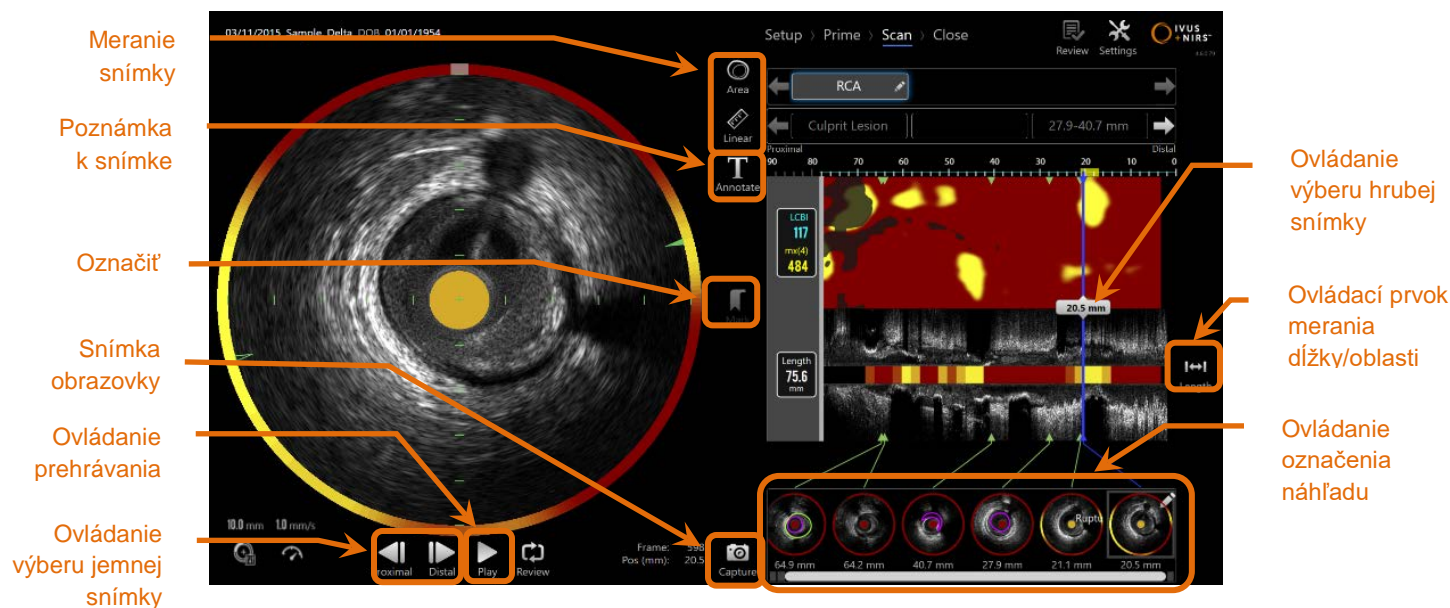 Meranie
snímky
Poznámka
k snímke
Označiť
Snímka
obrazovky
Ovládanie
prehrávania
Ovládanie
výberu jemnej
snímky
03/11/2015 Sample, Delta DOB 01/01/1954
10.0 mm 1.0 mm/s
Proximal Distal Play Review
Frame: 598
Pos (mm): 20.5
Capture
Area
Linear
Annotate
Setup > Prime > Scan > Close
Review Settings
IVUS
+NIRS
RCA
Culprit Lesion 27.9-40.7 mm
Proximal Distal
90 80 70 60 50 40 30 20 10 0
LCBI
117
mx(4)
484
20.5 mm
Length
75.6
mm
Length
Ruptu
64.9 mm 64.2 mm 40.7 mm 27.9 mm 21.1 mm 20.5 mm
Ovládanie
výberu hrubej
snímky
Ovládací prvok
merania
dĺžky/oblasti
Ovládanie
označenia
náhľadu